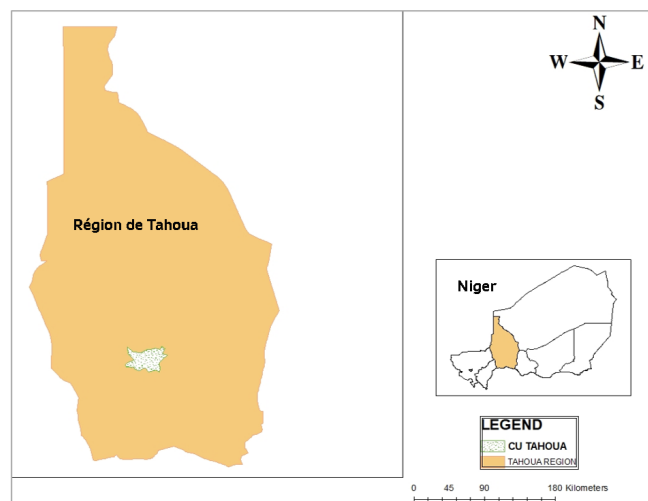 N
W E
S
Région de Tahoua
Niger
LEGEND
CU TAHOUA
TAHOUA REGION
0 45 90 180 Kilometers